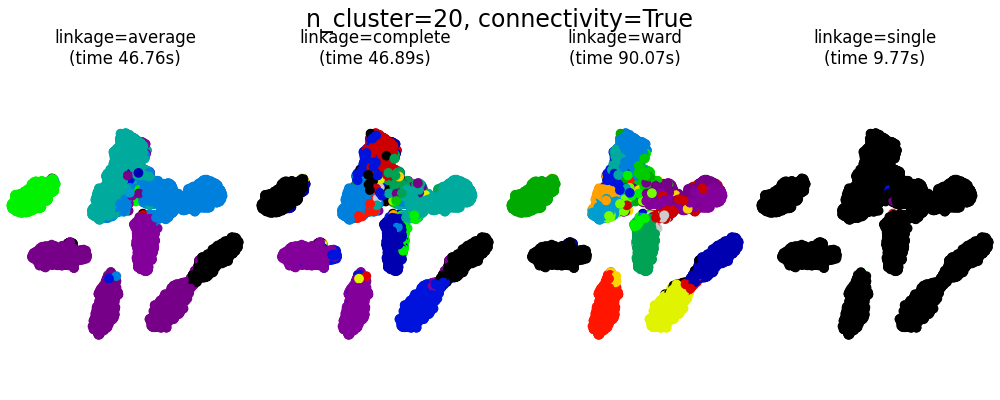 n_cluster=20, connectivity=True
linkage=average
(time 46.76s)
linkage=complete
(time 46.89s)
linkage=ward
(time 90.07s)
linkage=single
(time 9.77s)